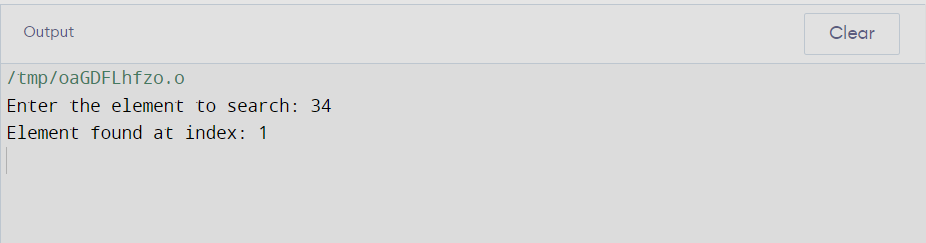 Output
Clear
/tmp/oaGDFLhfzo.o
Enter the element to search: 34
Element found at index: 1